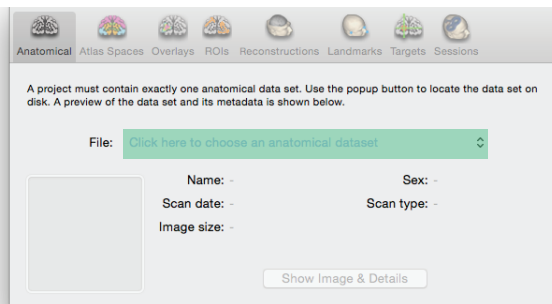 Anatomical Atlas Spaces Overlays ROIs Reconstructions Landmarks Targets Sessions
A project must contain exactly one anatomical data set. Use the popup button to locate the data set on
disk. A preview of the data set and its metadata is shown below.
File: Click here to choose an anatomical dataset
Name: - Sex: -
Scan date: - Scan type: -
Image size: -
Show Image & Details